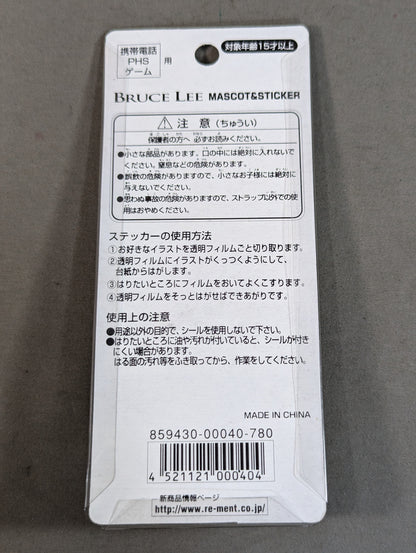 携帯電話
PHS
ゲーム
用
対象年齢15才以上
BRUCE LEE MASCOT&STICKER
⚠ 注意(ちゅうい)
保護者の方へ 必ずお読みください。
●小さな部品があります。口の中には絶対に入れないで
ください。窒息などの危険があります。
●誤飲の危険がありますので、小さなお子様には絶対に
与えないでください。
●思わぬ事故の危険がありますので、ストラップ以外での使
用はおやめください。
ステッカーの使用方法
①お好きなイラストを透明フィルムごと切り取ります。
②透明フィルムにイラストがくっつくようにして、
台紙からはがします。
③はりたいところにフィルムをおいてよくこすります。
④透明フィルムをそっとはがせばできあがりです。
使用上の注意
●用途以外の目的で、シールを使用しないで下さい。
●はりたいところに油や汚れが付いていると、シールが付き
にくい場合があります。
はる面の汚れ等をふき取ってから、作業をしてください。
MADE IN CHINA
859430-00040-780
4 521121 000404
新商品情報ページ
http://www.re-ment.co.jp/